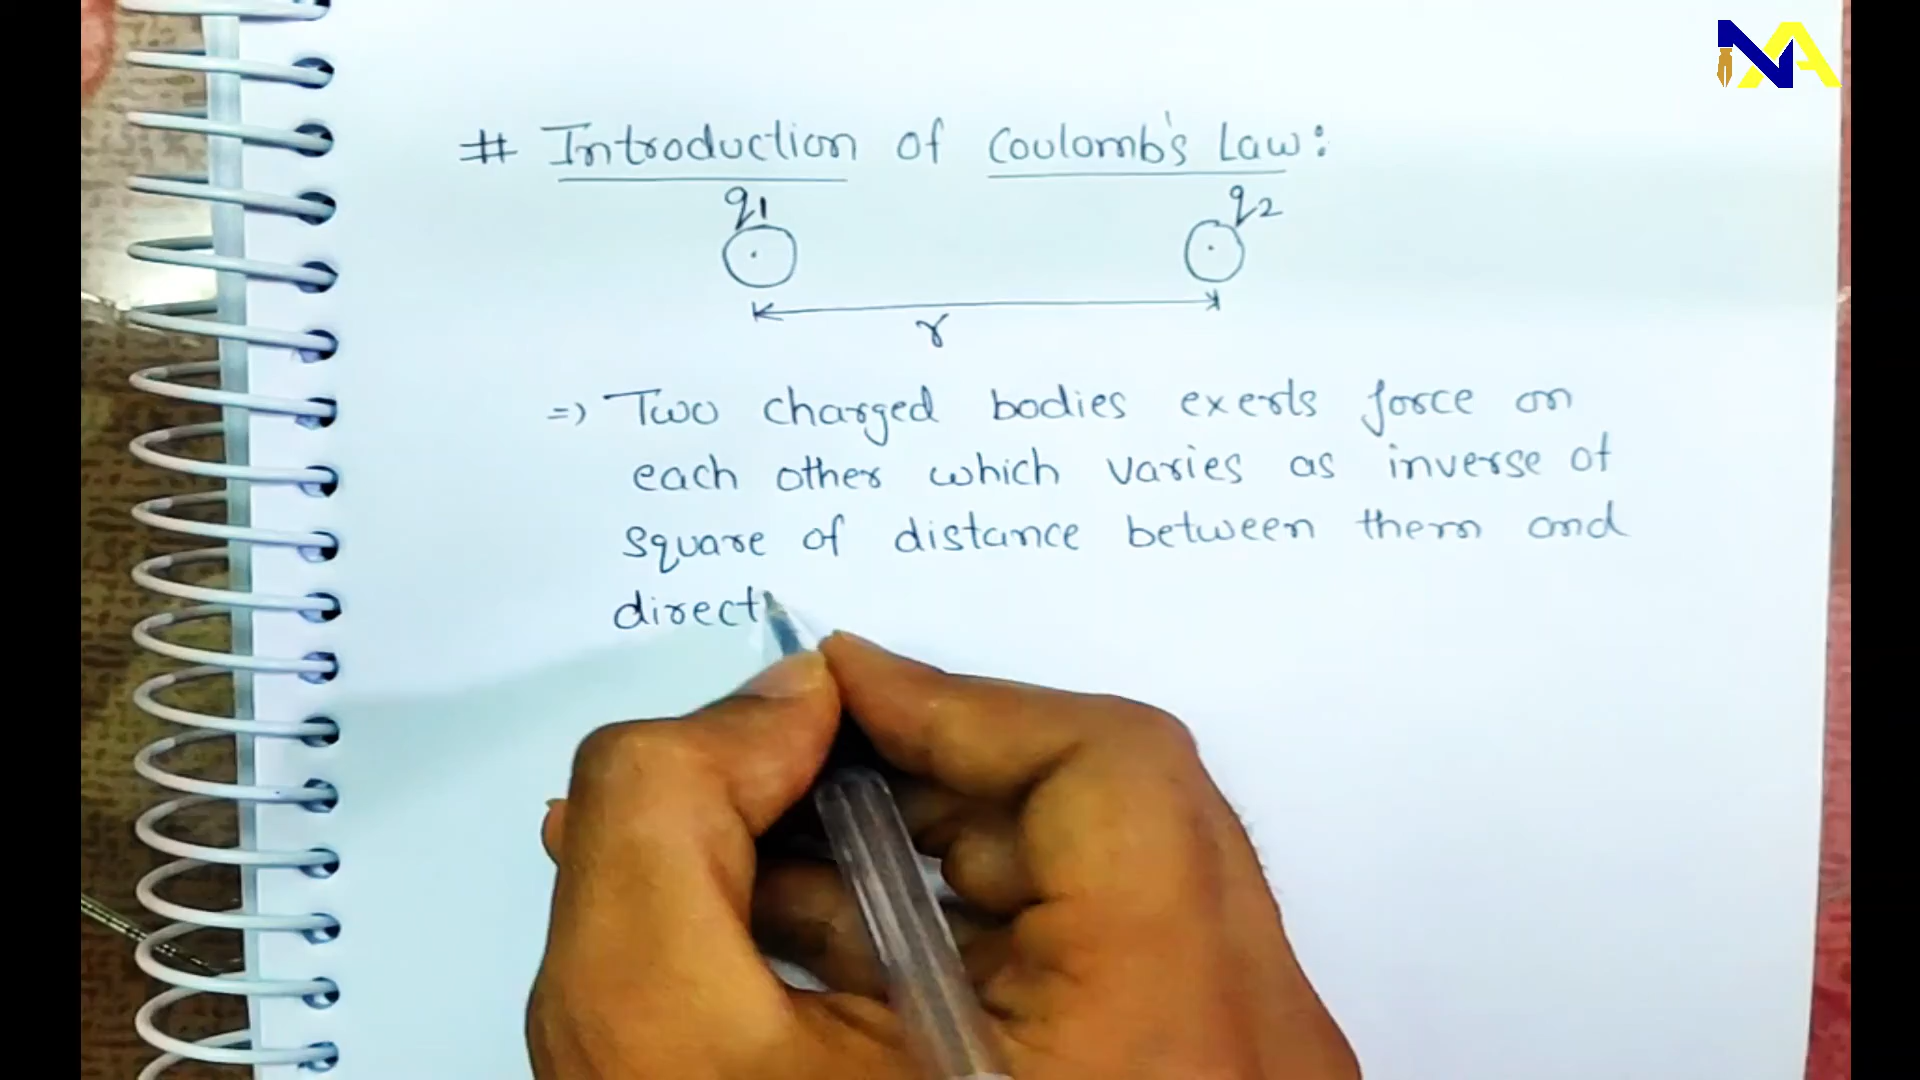 NA
# Introduction of Coulomb's Law:
q1 q2
r
=) Two charged bodies exerts force on
each other which varies as inverse of
square of distance between them and
direct